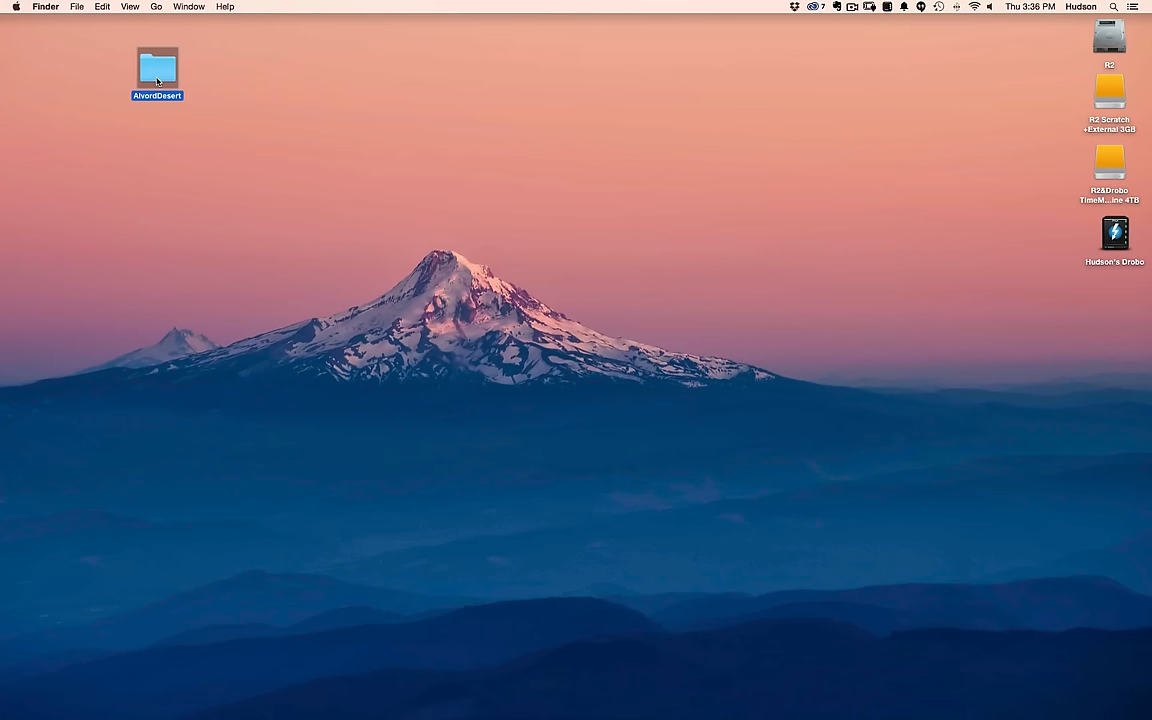 Finder File Edit View Go Window Help 7 Thu 3:36 PM Hudson
AlvordDesert
R2
R2 Scratch
+External 3GB
R2&Drobo
TimeM...ine 4TB
Hudson's Drobo